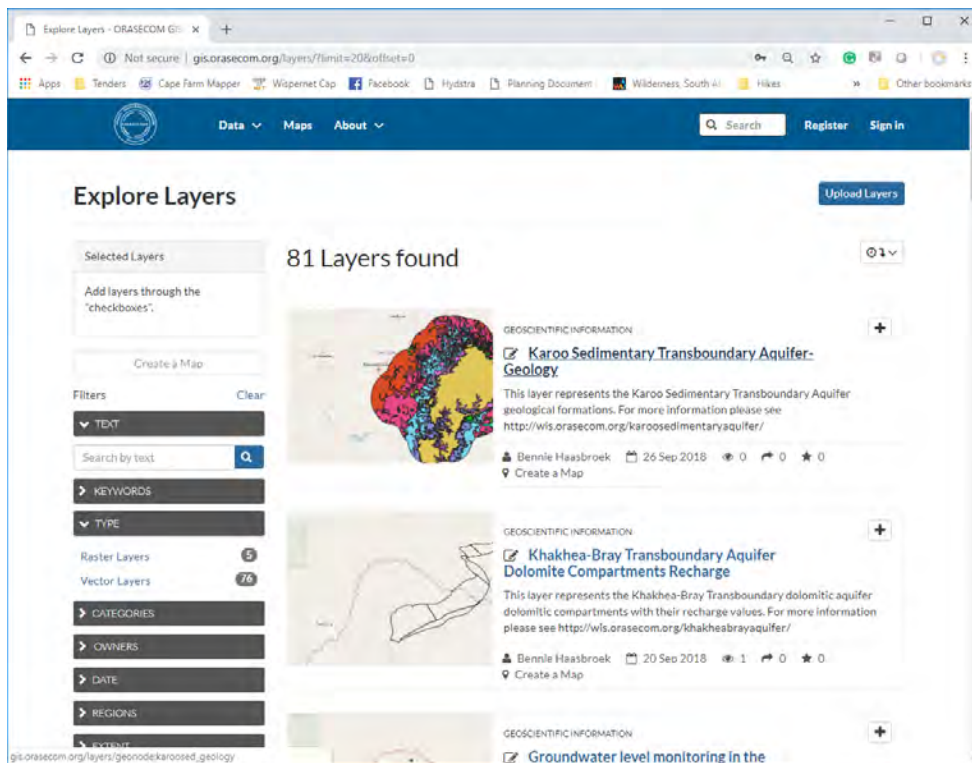 Explore Layers - ORASECOM GIS
Not secure | gis.orasecom.org/layers/?limit=20&offset=0
Apps Tenders Cape Farm Mapper Wispernet Cap Facebook Hydstra Planning Document Wilderness, South Hikes » Other bookmarks
Data Maps About Search Register Sign in
Explore Layers
Upload Layers
Selected Layers
Add layers through the
"checkboxes".
Create a Map
Filters Clear
TEXT
Search by text
KEYWORDS
TYPE
Raster Layers 5
Vector Layers 76
CATEGORIES
OWNERS
DATE
REGIONS
EXTENT
81 Layers found
GEOSCIENTIFIC INFORMATION
Karoo Sedimentary Transboundary Aquifer-
Geology
This layer represents the Karoo Sedimentary Transboundary Aquifer
geological formations. For more information please see
http://wis.orasecom.org/karoosedimentaryaquifer/
Bennie Haasbroek 26 Sep 2018 0 0 0
Create a Map
GEOSCIENTIFIC INFORMATION
Khakhea-Bray Transboundary Aquifer
Dolomite Compartments Recharge
This layer represents the Khakhea-Bray Transboundary dolomitic aquifer
dolomitic compartments with their recharge values. For more information
please see http://wis.orasecom.org/khakheabrayaquifer/
Bennie Haasbroek 20 Sep 2018 1 0 0
Create a Map
GEOSCIENTIFIC INFORMATION
Groundwater level monitoring in the
gis.orasecom.org/layers/geonode:karoosed_geology